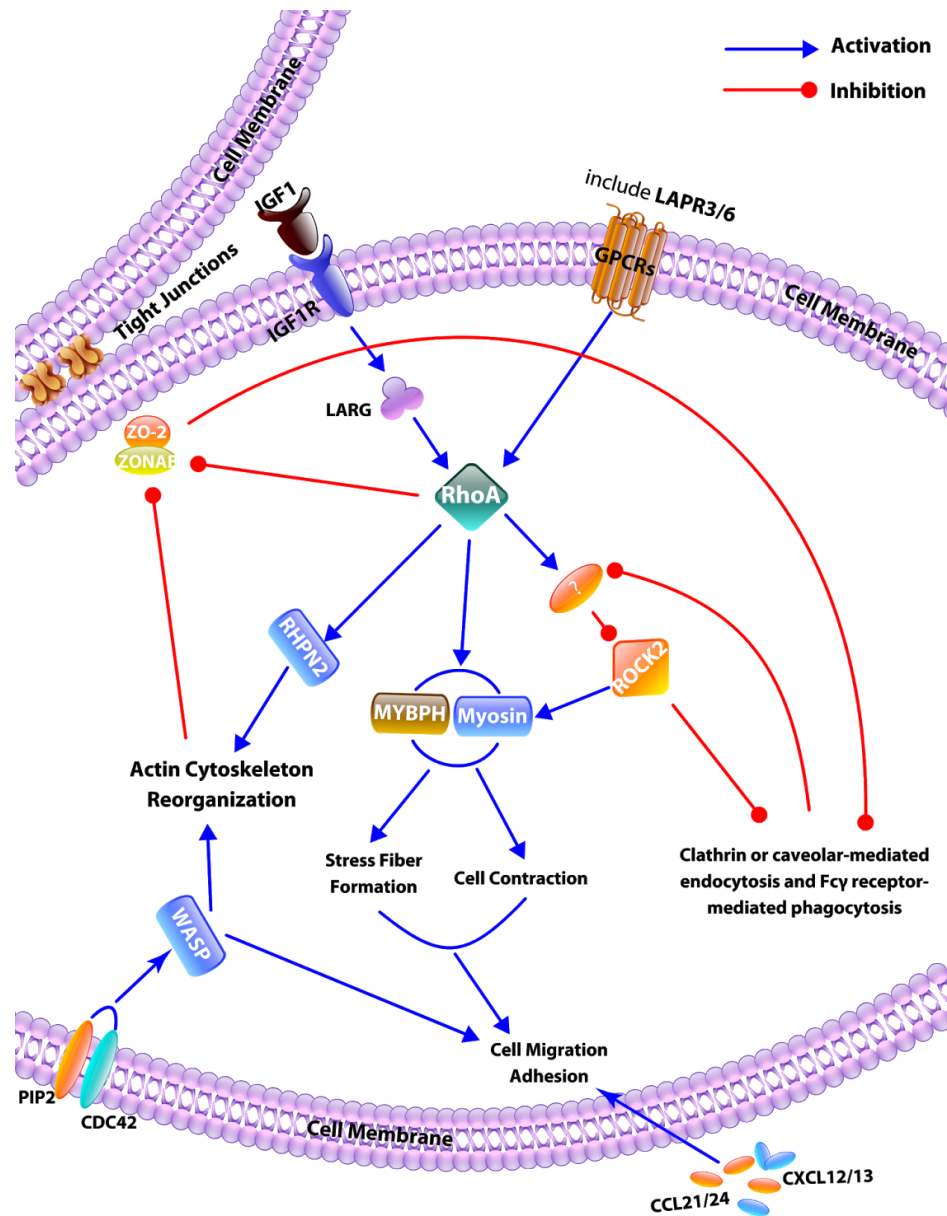 Activation
Inhibition
Cell Membrane
IGF1
include LAPR3/6
GPCRs
Cell Membrane
Tight Junctions
IGF1R
LARG
ZO-2
ZONAB
RhoA
?
RHPN2
ROCK2
MYBPH
Myosin
Actin Cytoskeleton
Reorganization
Stress Fiber
Formation
Cell Contraction
Clathrin or caveolar-mediated
endocytosis and Fcγ receptor-
mediated phagocytosis
WASP
Cell Migration
Adhesion
PIP2
CDC42
Cell Membrane
CXCL12/13
CCL21/24